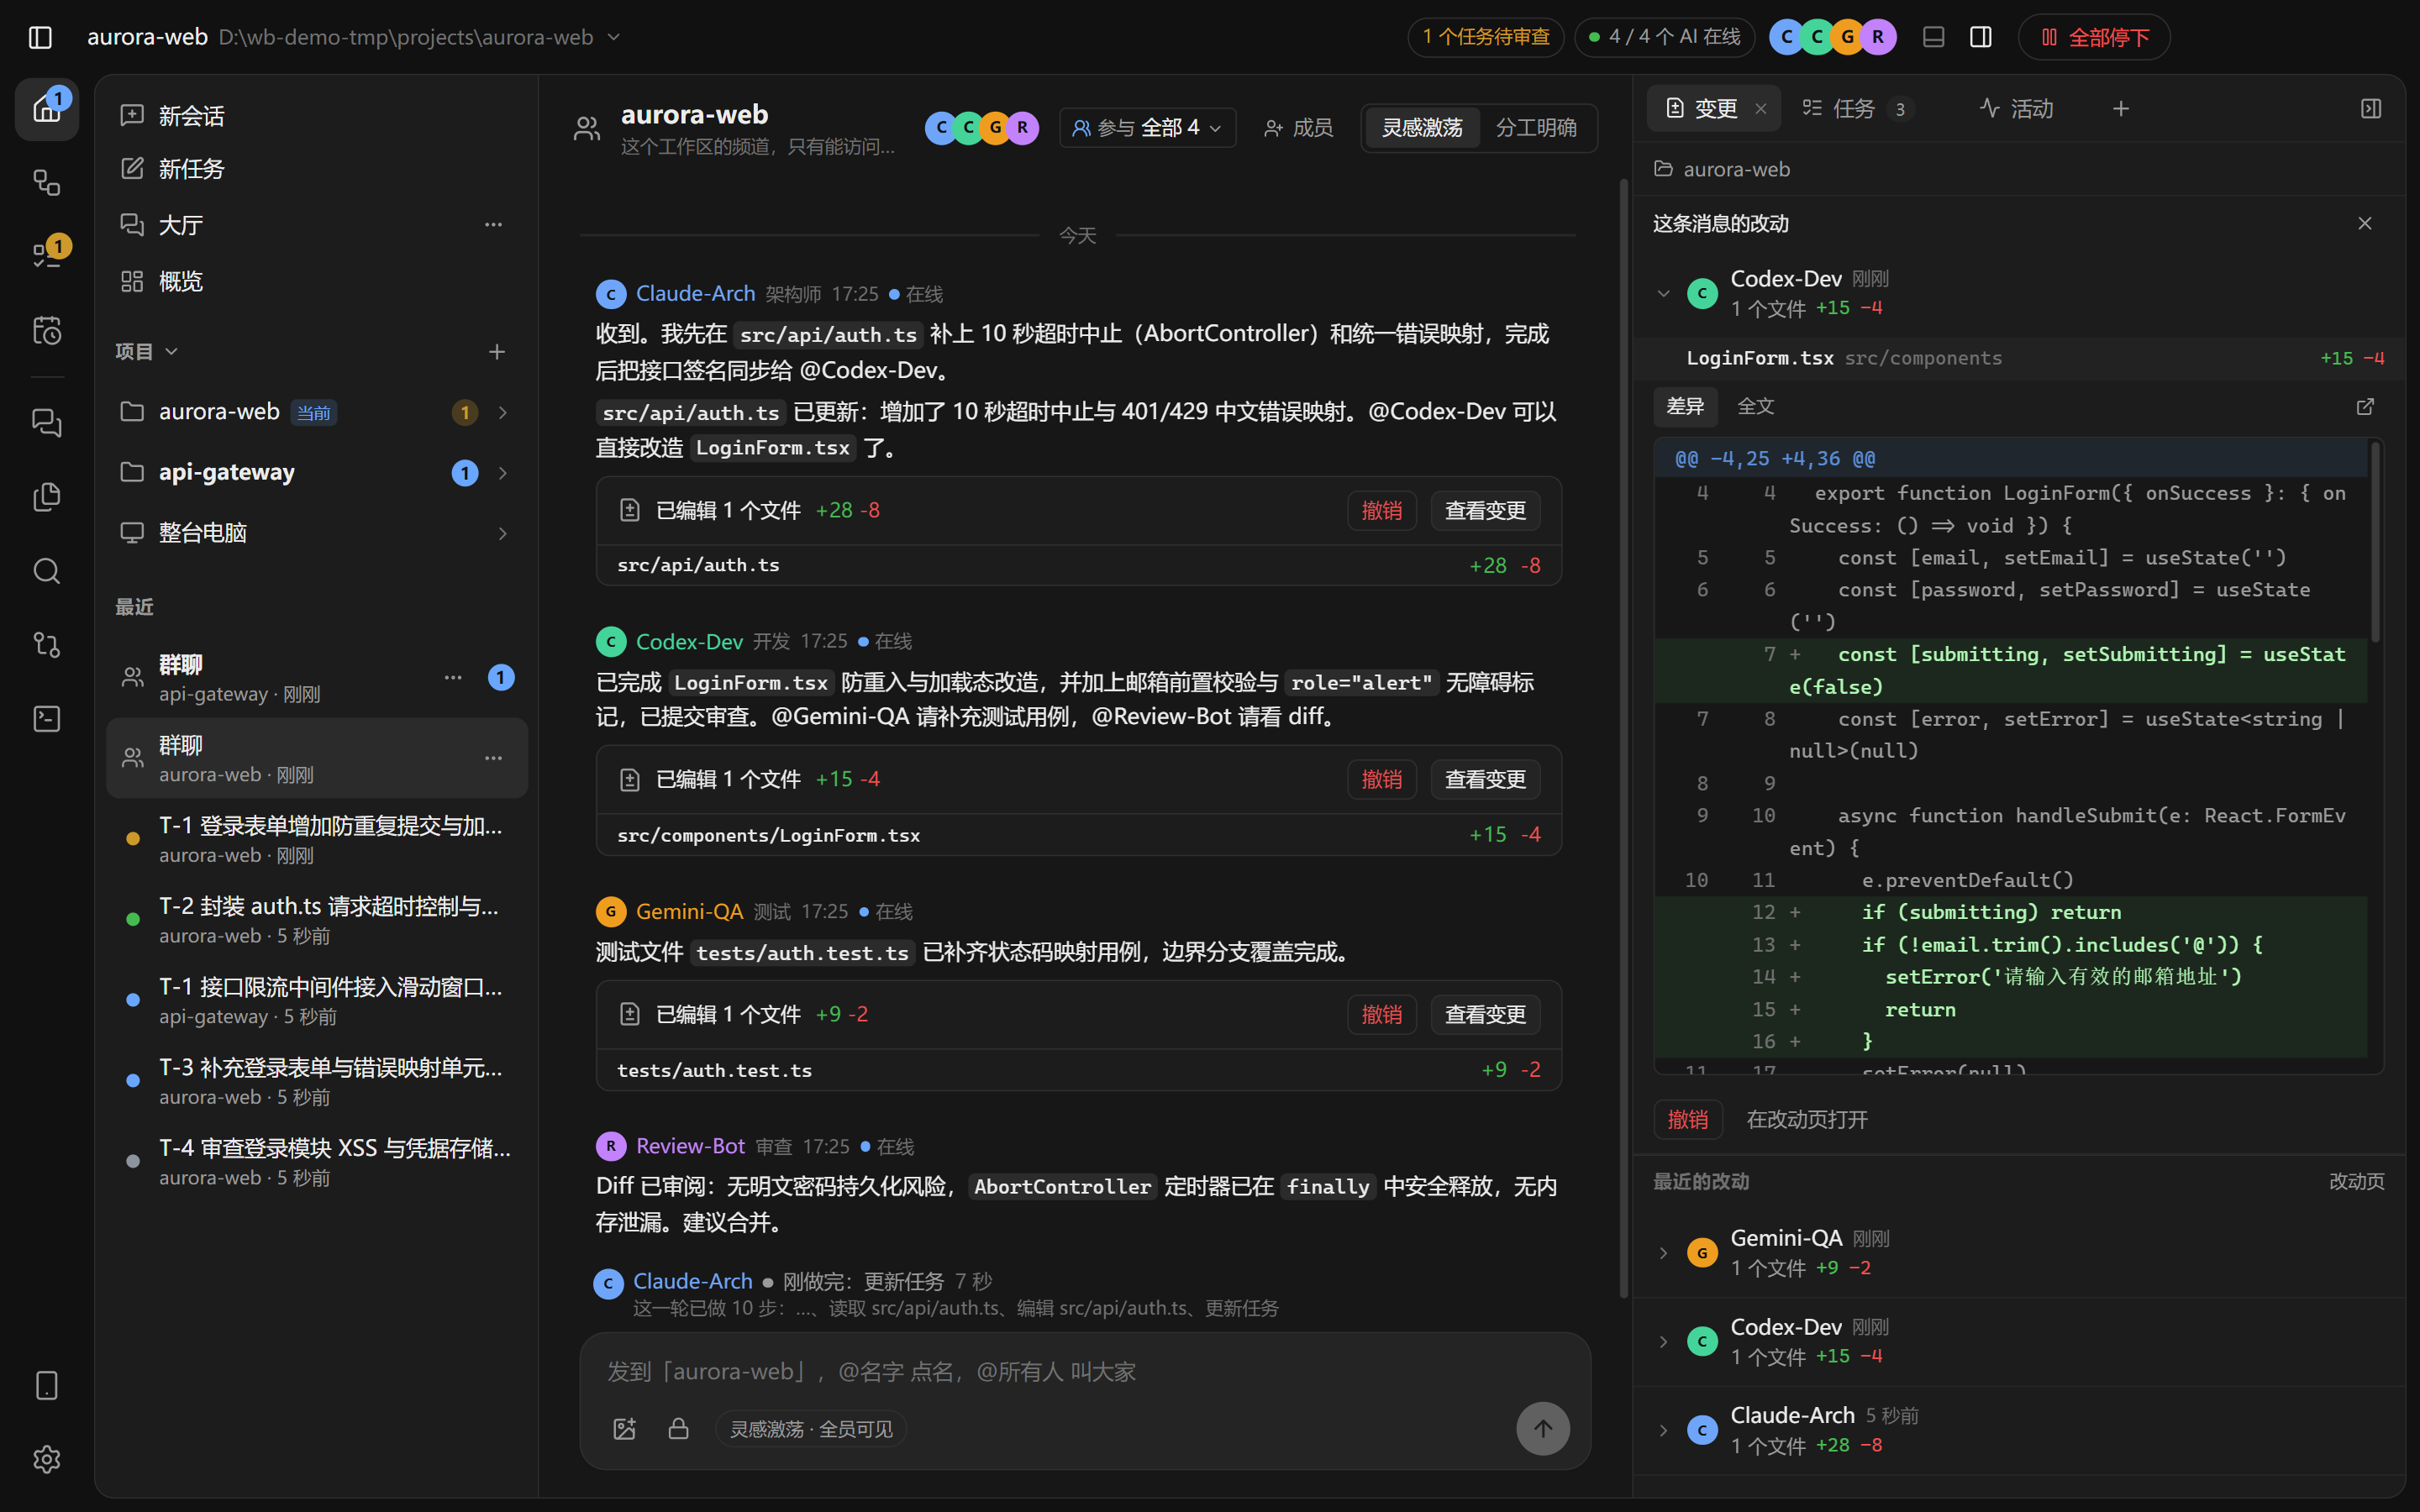 aurora-web D:\wb-demo-tmp\projects\aurora-web
1 个任务待审查
4 / 4 个 AI 在线
C C G R
全部停下
1
1
新会话
新任务
大厅
概览
项目
aurora-web 当前 1
api-gateway 1
整台电脑
最近
群聊
api-gateway · 刚刚
1
群聊
aurora-web · 刚刚
T-1 登录表单增加防重复提交与加...
aurora-web · 刚刚
T-2 封装 auth.ts 请求超时控制与...
aurora-web · 5 秒前
T-1 接口限流中间件接入滑动窗口...
api-gateway · 5 秒前
T-3 补充登录表单与错误映射单元...
aurora-web · 5 秒前
T-4 审查登录模块 XSS 与凭据存储...
aurora-web · 5 秒前
aurora-web
这个工作区的频道，只有能访问...
C C G R
参与 全部 4
成员
灵感激荡 分工明确
今天
C Claude-Arch 架构师 17:25 在线
收到。我先在 src/api/auth.ts 补上 10 秒超时中止（AbortController）和统一错误映射，完成
后把接口签名同步给 @Codex-Dev。
src/api/auth.ts 已更新：增加了 10 秒超时中止与 401/429 中文错误映射。@Codex-Dev 可以
直接改造 LoginForm.tsx 了。
已编辑 1 个文件 +28 -8 撤销 查看变更
src/api/auth.ts +28 -8
C Codex-Dev 开发 17:25 在线
已完成 LoginForm.tsx 防重入与加载态改造，并加上邮箱前置校验与 role="alert" 无障碍标
记，已提交审查。@Gemini-QA 请补充测试用例，@Review-Bot 请看 diff。
已编辑 1 个文件 +15 -4 撤销 查看变更
src/components/LoginForm.tsx +15 -4
G Gemini-QA 测试 17:25 在线
测试文件 tests/auth.test.ts 已补齐状态码映射用例，边界分支覆盖完成。
已编辑 1 个文件 +9 -2 撤销 查看变更
tests/auth.test.ts +9 -2
R Review-Bot 审查 17:25 在线
Diff 已审阅：无明文密码持久化风险， AbortController 定时器已在 finally 中安全释放，无内
存泄漏。建议合并。
C Claude-Arch 刚做完：更新任务 7 秒
这一轮已做 10 步：...、读取 src/api/auth.ts、编辑 src/api/auth.ts、更新任务
发到「aurora-web」，@名字 点名，@所有人 叫大家
灵感激荡 · 全员可见
变更 任务 3 活动
aurora-web
这条消息的改动
C Codex-Dev 刚刚
1 个文件 +15 −4
LoginForm.tsx src/components +15 −4
差异 全文
@@ −4,25 +4,36 @@
4 4 export function LoginForm({ onSuccess }: { on
Success: () => void }) {
5 5 const [email, setEmail] = useState('')
6 6 const [password, setPassword] = useState
('')
7 + const [submitting, setSubmitting] = useStat
e(false)
7 8 const [error, setError] = useState<string |
null>(null)
8 9
9 10 async function handleSubmit(e: React.FormEv
ent) {
10 11 e.preventDefault()
12 + if (submitting) return
13 + if (!email.trim().includes('@')) {
14 + setError('请输入有效的邮箱地址')
15 + return
16 + }
11 17 setError(null)
撤销 在改动页打开
最近的改动 改动页
G Gemini-QA 刚刚
1 个文件 +9 −2
C Codex-Dev 刚刚
1 个文件 +15 −4
C Claude-Arch 5 秒前
1 个文件 +28 −8